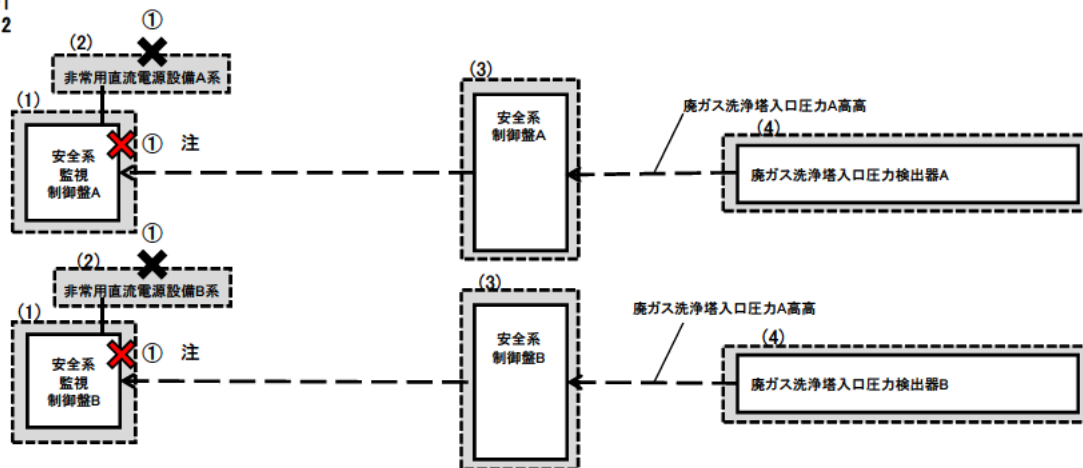 2
①
(2)
非常用直流電源設備A系
(1)
① 注
安全系
監視
制御盤A
(3)
安全系
制御盤A
廃ガス洗浄塔入口圧力A高高
(4)
廃ガス洗浄塔入口圧力検出器A
①
(2)
非常用直流電源設備B系
(1)
① 注
安全系
監視
制御盤B
(3)
安全系
制御盤B
廃ガス洗浄塔入口圧力A高高
(4)
廃ガス洗浄塔入口圧力検出器B